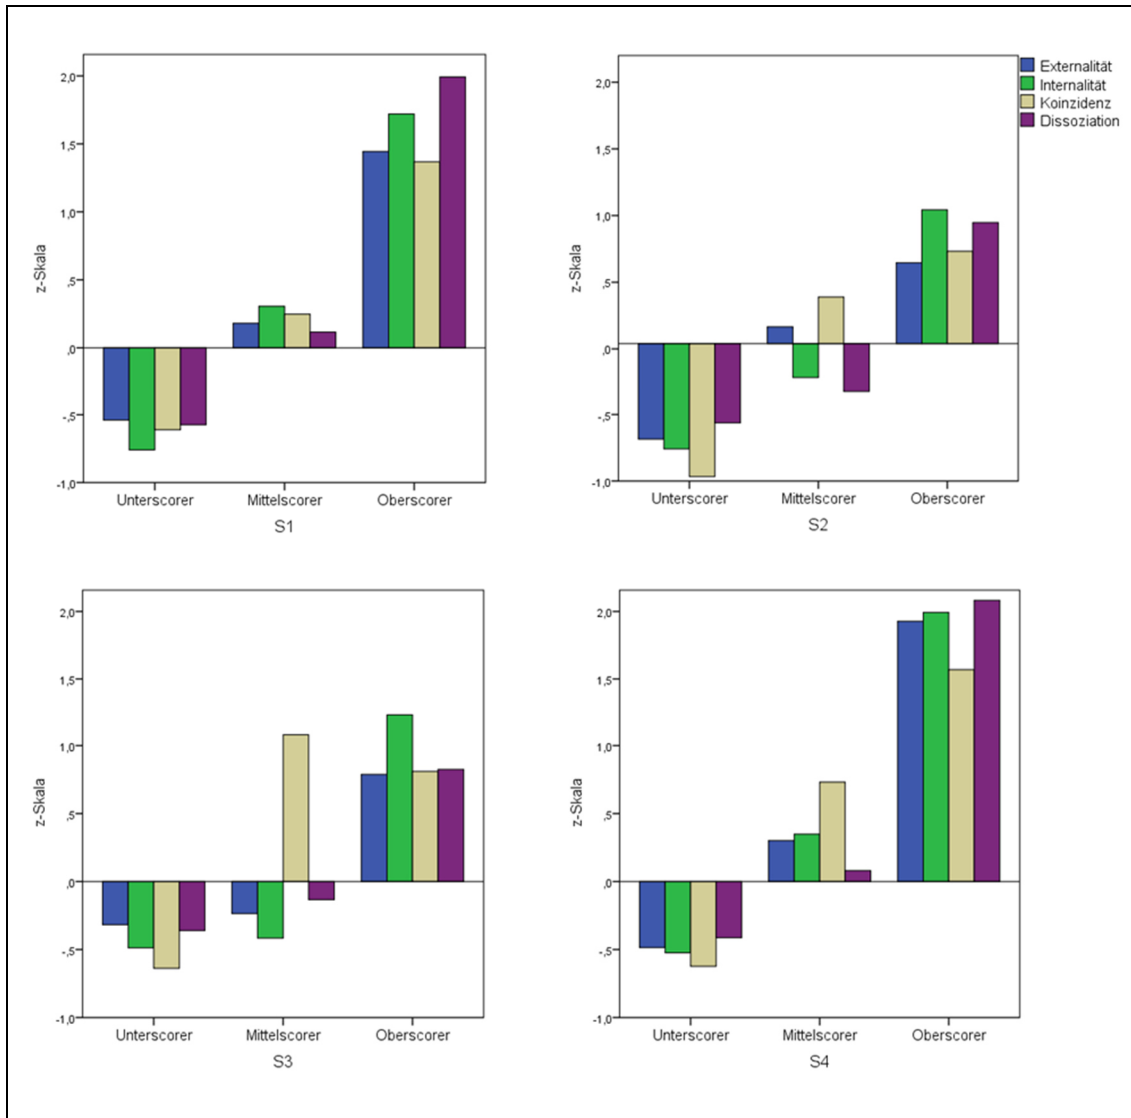 2,0
1,5
1,0
,5
,0
-,5
-1,0
z-Skala
Unterscorer Mittelscorer Oberscorer
S1
2,0
1,5
1,0
,5
,0
-,5
-1,0
z-Skala
Unterscorer Mittelscorer Oberscorer
S2
Externalität
Internalität
Koinzidenz
Dissoziation
2,0
1,5
1,0
,5
,0
-,5
-1,0
z-Skala
Unterscorer Mittelscorer Oberscorer
S3
2,0
1,5
1,0
,5
,0
-,5
-1,0
z-Skala
Unterscorer Mittelscorer Oberscorer
S4